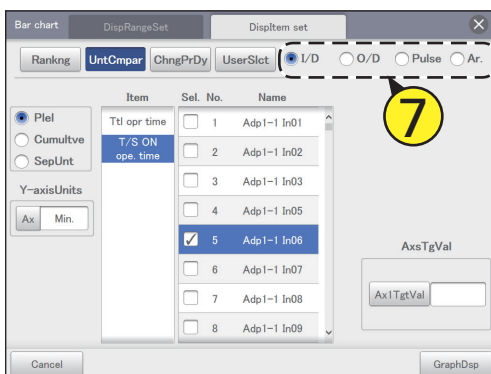 Bar chart DispRangeSet DispItem set
Rankng UntCmpar ChngPrDy UserSlct I/D O/D Pulse Ar.
7
Item Sel. No. Name
Plel
Cumultve
SepUnt
Y-axisUnits
Ax Min.
Ttl opr time
T/S ON
ope. time
1 Adp1-1 In01
2 Adp1-1 In02
3 Adp1-1 In03
4 Adp1-1 In05
5 Adp1-1 In06
6 Adp1-1 In07
7 Adp1-1 In08
8 Adp1-1 In09
AxsTgVal
Ax1TgtVal
Cancel GraphDsp